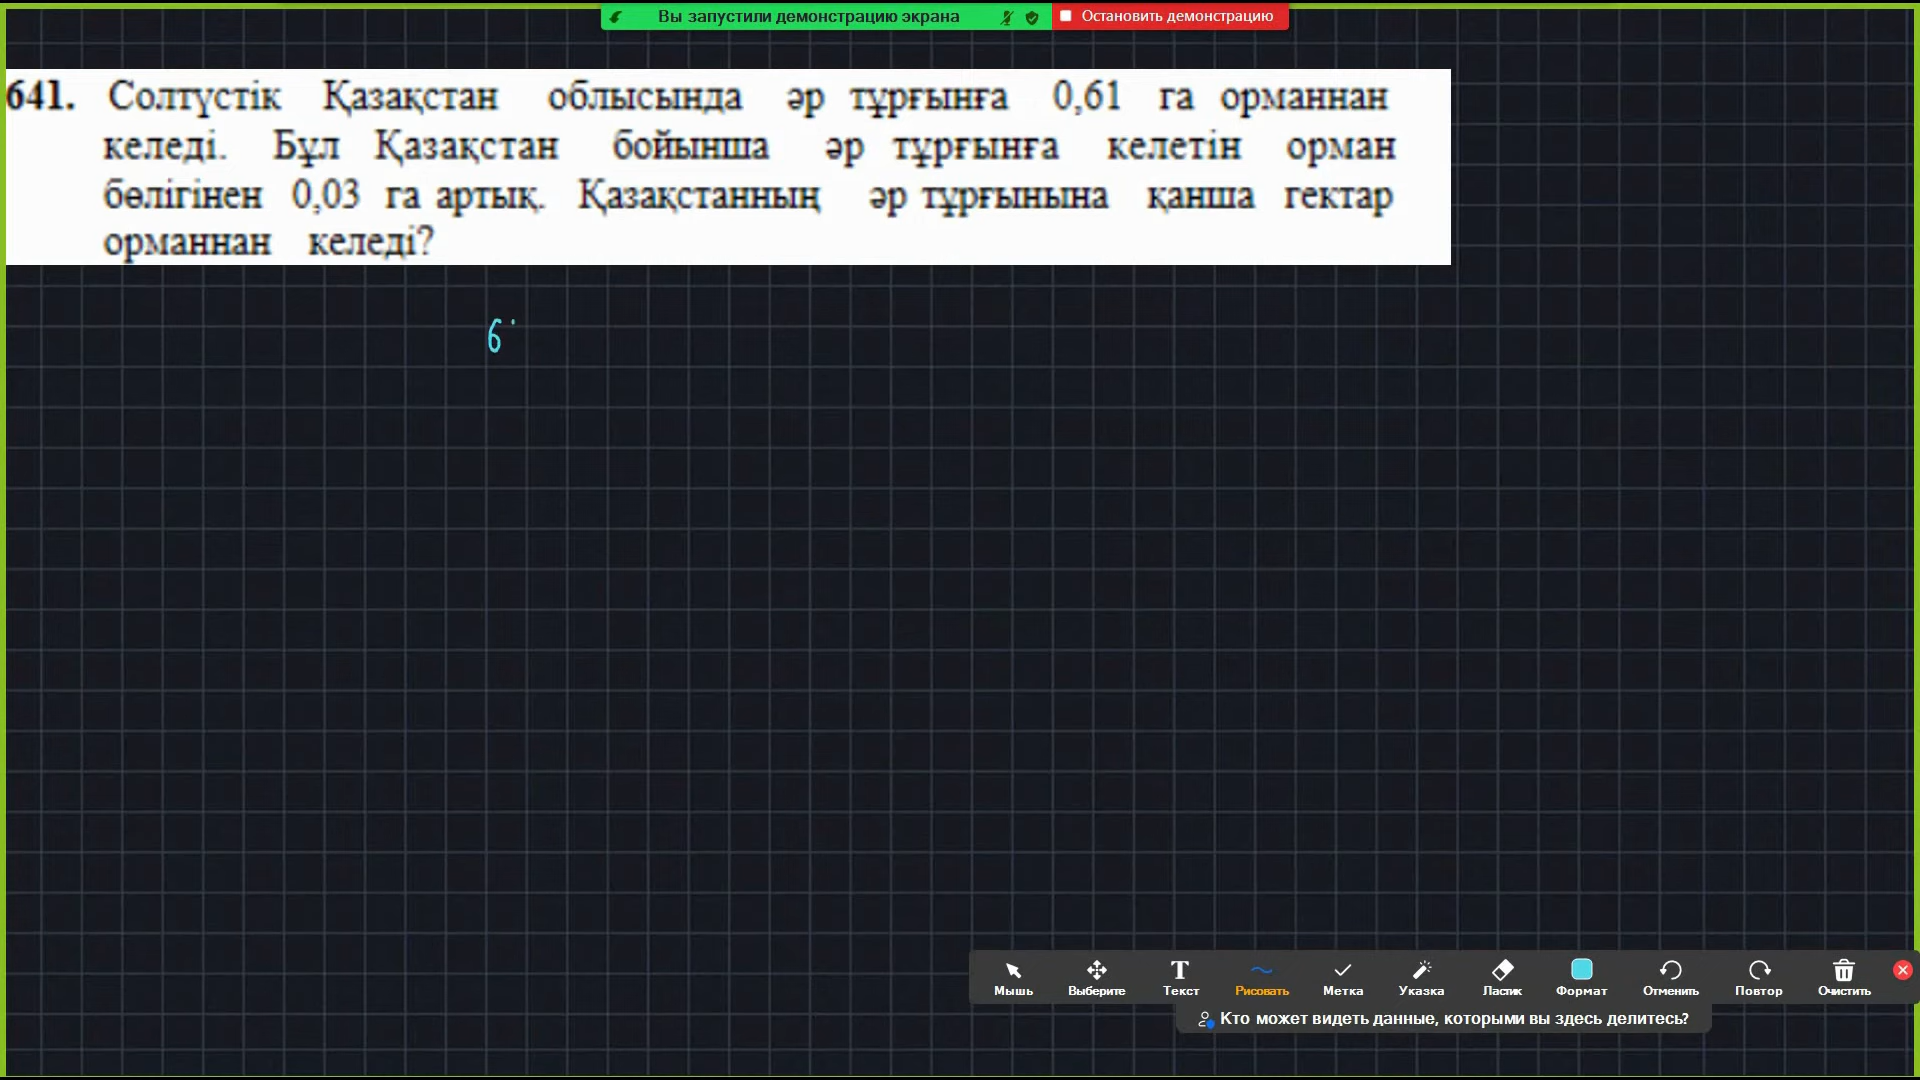 Вы запустили демонстрацию экрана Остановить демонстрацию
641. Солтүстік Қазақстан облысында әр тұрғынға 0,61 га орманнан
келеді. Бұл Қазақстан бойынша әр тұрғынға келетін орман
бөлігінен 0,03 га артық. Қазақстанның әр тұрғынына қанша гектар
орманнан келеді?
6
Мышь Выберите Текст Рисовать Метка Указка Ластик Формат Отменить Повтор Очистить
Кто может видеть данные, которыми вы здесь делитесь?